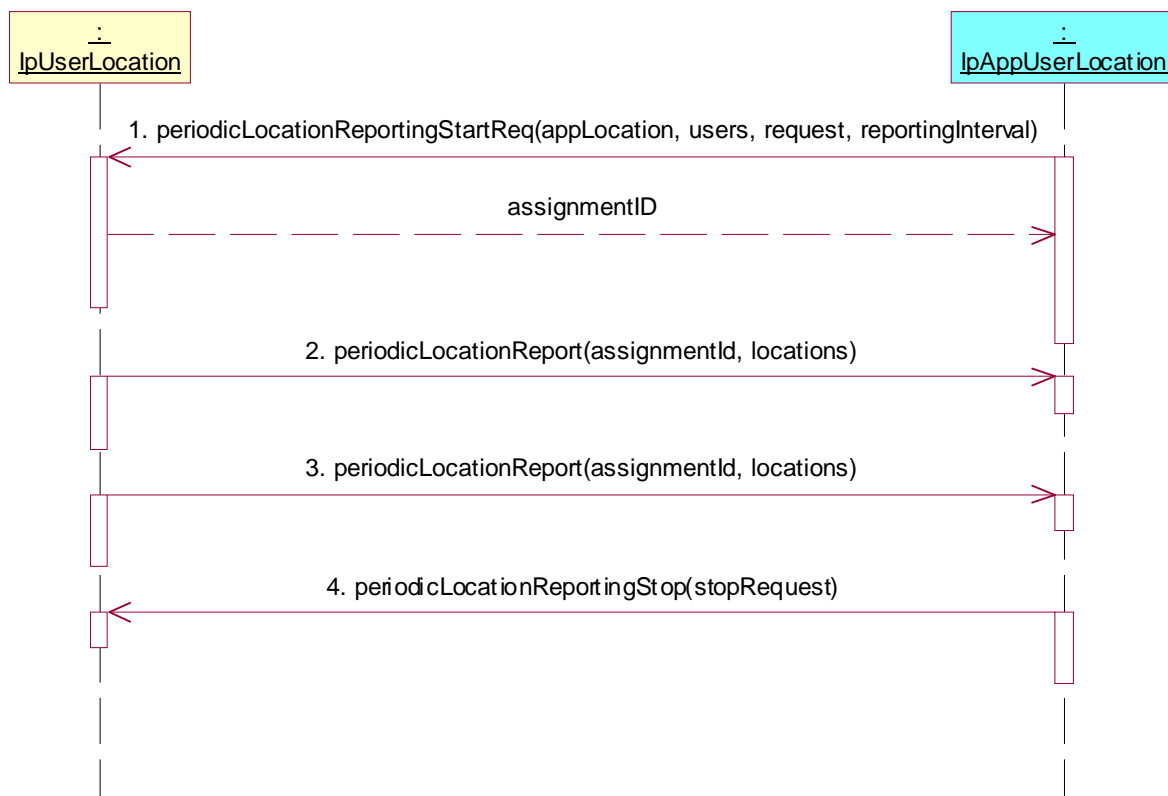 :
IpUserLocation
:
IpAppUserLocation
1. periodicLocationReportingStartReq(appLocation, users, request, reportingInterval)
assignmentID
2. periodicLocationReport(assignmentId, locations)
3. periodicLocationReport(assignmentId, locations)
4. periodicLocationReportingStop(stopRequest)